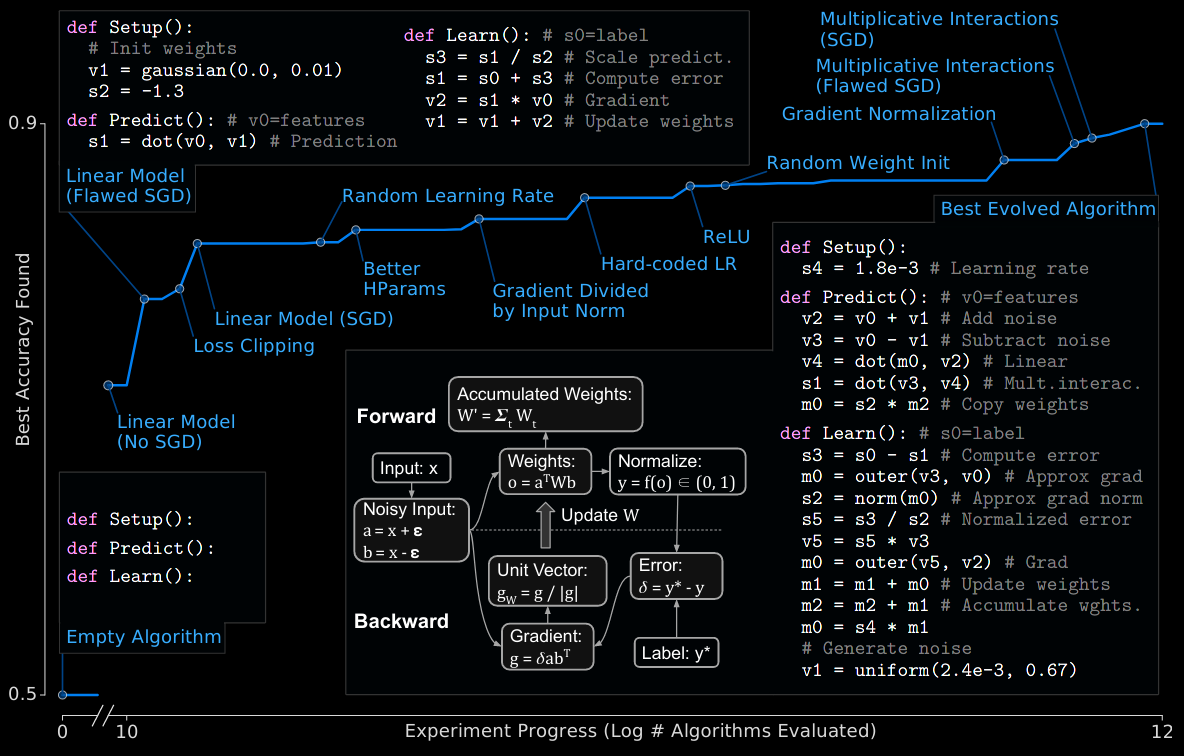 def Setup():
# Init weights
v1 = gaussian(0.0, 0.01)
s2 = -1.3
def Predict(): # v0=features
s1 = dot(v0, v1) # Prediction
def Learn(): # s0=label
s3 = s1 / s2 # Scale predict.
s1 = s0 + s3 # Compute error
v2 = s1 * v0 # Gradient
v1 = v1 + v2 # Update weights
Linear Model
(Flawed SGD)
Multiplicative Interactions
(SGD)
Multiplicative Interactions
(Flawed SGD)
Gradient Normalization
Random Weight Init
Random Learning Rate
ReLU
Hard-coded LR
Better
HParams
Gradient Divided
by Input Norm
Linear Model (SGD)
Loss Clipping
Linear Model
(No SGD)
Best Evolved Algorithm
def Setup():
s4 = 1.8e-3 # Learning rate
def Predict(): # v0=features
v2 = v0 + v1 # Add noise
v3 = v0 - v1 # Subtract noise
v4 = dot(m0, v2) # Linear
s1 = dot(v3, v4) # Mult.interac.
m0 = s2 * m2 # Copy weights
def Learn(): # s0=label
s3 = s0 - s1 # Compute error
m0 = outer(v3, v0) # Approx grad
s2 = norm(m0) # Approx grad norm
s5 = s3 / s2 # Normalized error
v5 = s5 * v3
m0 = outer(v5, v2) # Grad
m1 = m1 + m0 # Update weights
m2 = m2 + m1 # Accumulate wghts.
m0 = s4 * m1
# Generate noise
v1 = uniform(2.4e-3, 0.67)
Forward
Accumulated Weights:
W' = Σt Wt
Input: x
Weights:
o = aᵀWb
Normalize:
y = f(o) ∈ (0, 1)
Noisy Input:
a = x + ε
b = x - ε
Update W
Unit Vector:
gW = g / |g|
Error:
δ = y* - y
Backward
Gradient:
g = δabᵀ
Label: y*
def Setup():
def Predict():
def Learn():
Empty Algorithm
Best Accuracy Found
0.9
0.5
0
10
12
Experiment Progress (Log # Algorithms Evaluated)